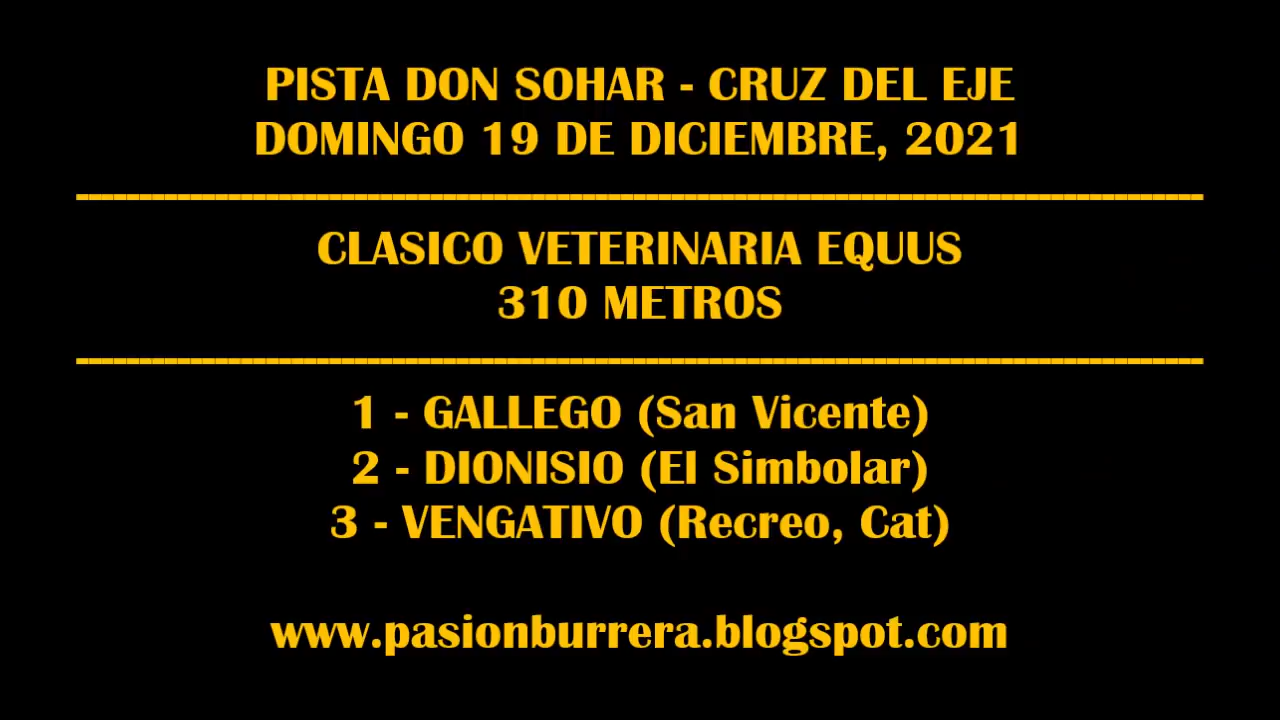 PISTA DON SOHAR - CRUZ DEL EJE
DOMINGO 19 DE DICIEMBRE, 2021
CLASICO VETERINARIA EQUUS
310 METROS
1 - GALLEGO (San Vicente)
2 - DIONISIO (El Simbolar)
3 - VENGATIVO (Recreo, Cat)
www.pasionburrera.blogspot.com